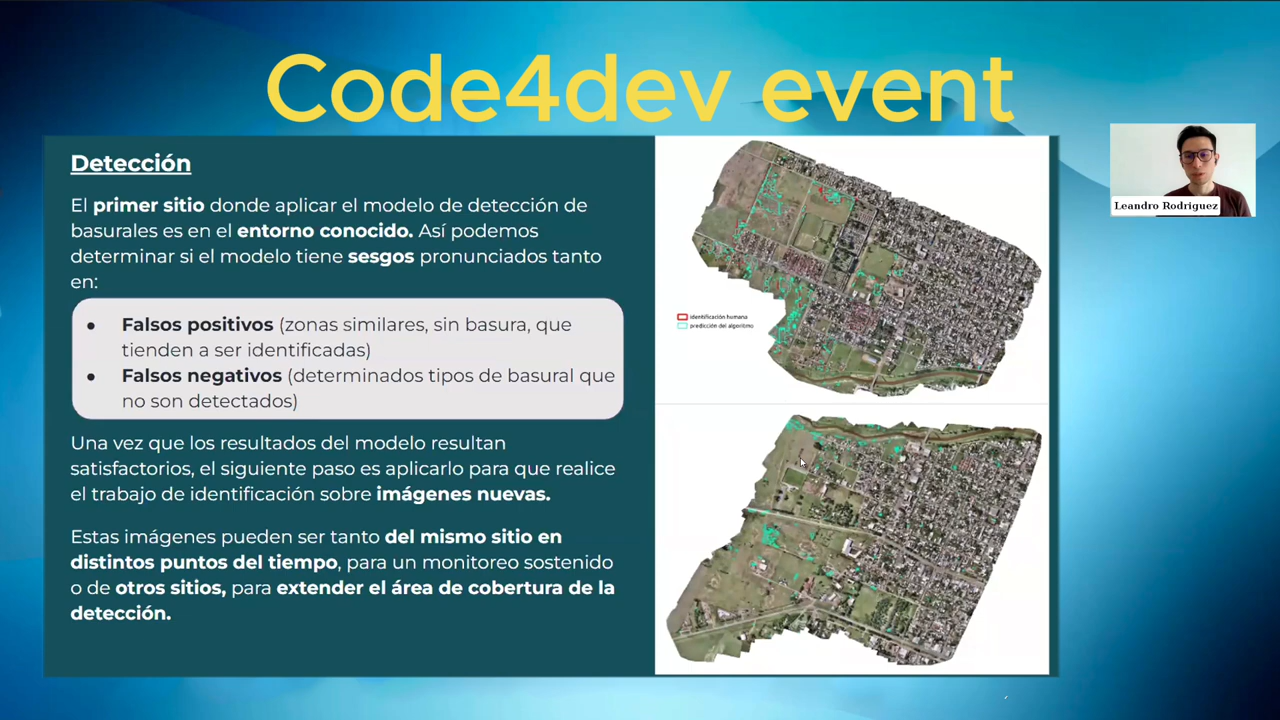 Code4dev event
Detección
El primer sitio donde aplicar el modelo de detección de
basurales es en el entorno conocido. Así podemos
determinar si el modelo tiene sesgos pronunciados tanto
en:
● Falsos positivos (zonas similares, sin basura, que
tienden a ser identificadas)
● Falsos negativos (determinados tipos de basural que
no son detectados)
Una vez que los resultados del modelo resultan
satisfactorios, el siguiente paso es aplicarlo para que realice
el trabajo de identificación sobre imágenes nuevas.
Estas imágenes pueden ser tanto del mismo sitio en
distintos puntos del tiempo, para un monitoreo sostenido
o de otros sitios, para extender el área de cobertura de la
detección.
identificación humana
predicción del algoritmo
Leandro Rodriguez